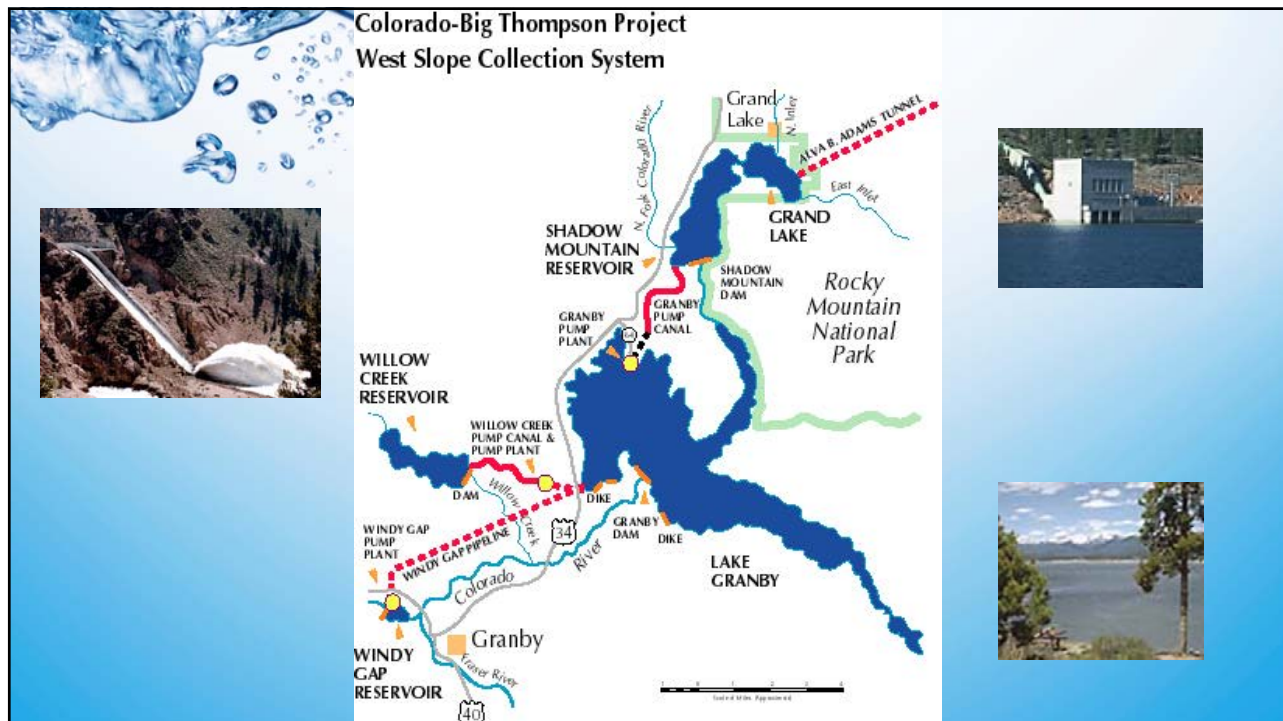 Colorado-Big Thompson Project
West Slope Collection System
Grand
Lake
N. Inlet
ALVA B. ADAMS TUNNEL
N. Fork Colorado River
East Inlet
GRAND
LAKE
SHADOW
MOUNTAIN
RESERVOIR
SHADOW
MOUNTAIN
DAM
Rocky
Mountain
National
Park
GRANBY
PUMP
CANAL
GRANBY
PUMP
PLANT
WILLOW
CREEK
RESERVOIR
WILLOW CREEK
PUMP CANAL &
PUMP PLANT
DAM
Willow Creek
DIKE
WINDY GAP
PUMP
PLANT
WINDY GAP PIPELINE
34
GRANBY
DAM
DIKE
Colorado River
LAKE
GRANBY
Granby
WINDY
GAP
RESERVOIR
Fraser River
40